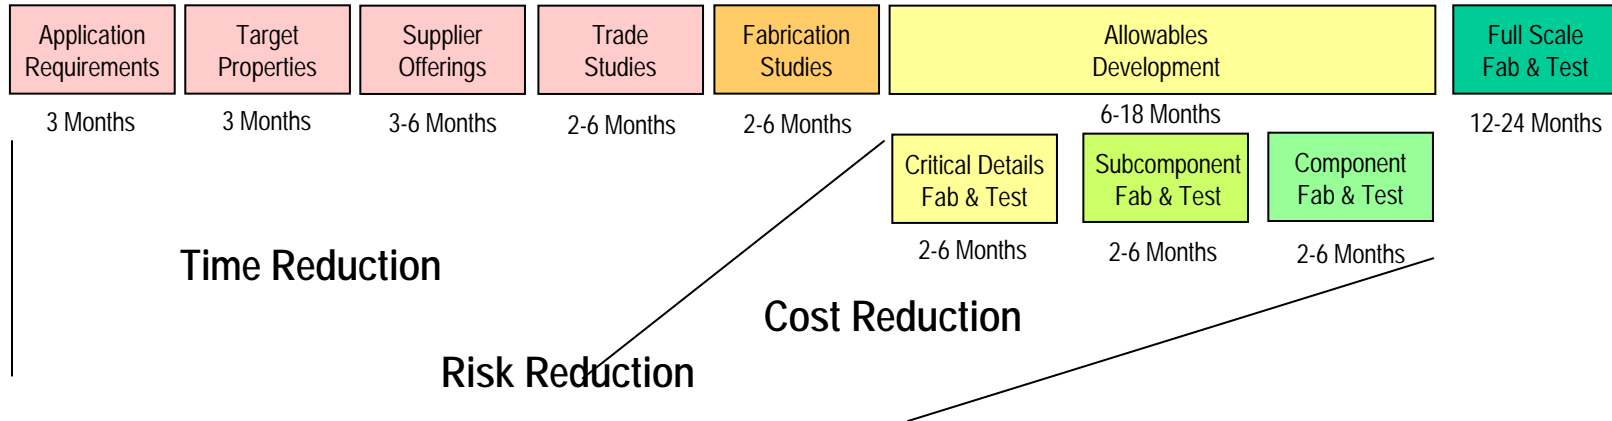 Application
Requirements
Target
Properties
Supplier
Offerings
Trade
Studies
Fabrication
Studies
Allowables
Development
Full Scale
Fab & Test
3 Months
3 Months
3-6 Months
2-6 Months
2-6 Months
6-18 Months
12-24 Months
Critical Details
Fab & Test
Subcomponent
Fab & Test
Component
Fab & Test
2-6 Months
2-6 Months
2-6 Months
Time Reduction
Cost Reduction
Risk Reduction